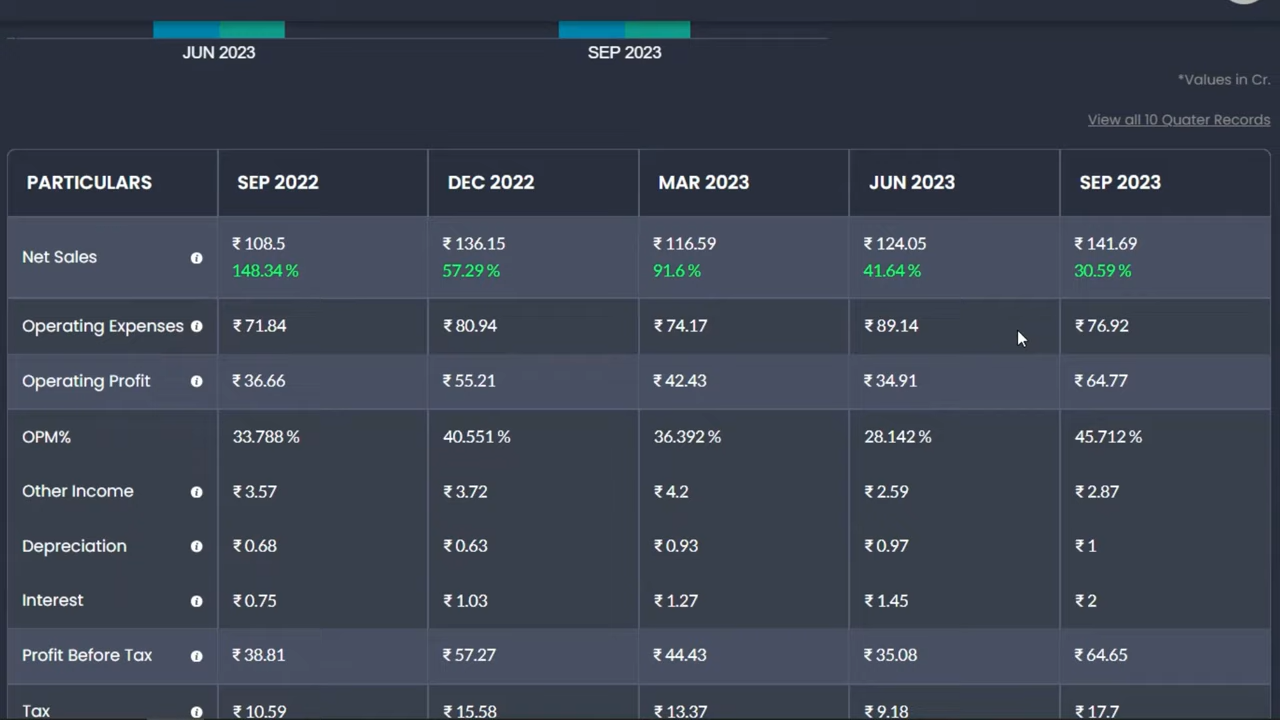 JUN 2023 SEP 2023
*Values in Cr.
View all 10 Quater Records
PARTICULARS SEP 2022 DEC 2022 MAR 2023 JUN 2023 SEP 2023
Net Sales ₹ 108.5 ₹ 136.15 ₹ 116.59 ₹ 124.05 ₹ 141.69
148.34 % 57.29 % 91.6 % 41.64 % 30.59 %
Operating Expenses ₹ 71.84 ₹ 80.94 ₹ 74.17 ₹ 89.14 ₹ 76.92
Operating Profit ₹ 36.66 ₹ 55.21 ₹ 42.43 ₹ 34.91 ₹ 64.77
OPM% 33.788 % 40.551 % 36.392 % 28.142 % 45.712 %
Other Income ₹ 3.57 ₹ 3.72 ₹ 4.2 ₹ 2.59 ₹ 2.87
Depreciation ₹ 0.68 ₹ 0.63 ₹ 0.93 ₹ 0.97 ₹ 1
Interest ₹ 0.75 ₹ 1.03 ₹ 1.27 ₹ 1.45 ₹ 2
Profit Before Tax ₹ 38.81 ₹ 57.27 ₹ 44.43 ₹ 35.08 ₹ 64.65
Tax ₹ 10.59 ₹ 15.58 ₹ 13.37 ₹ 9.18 ₹ 17.7